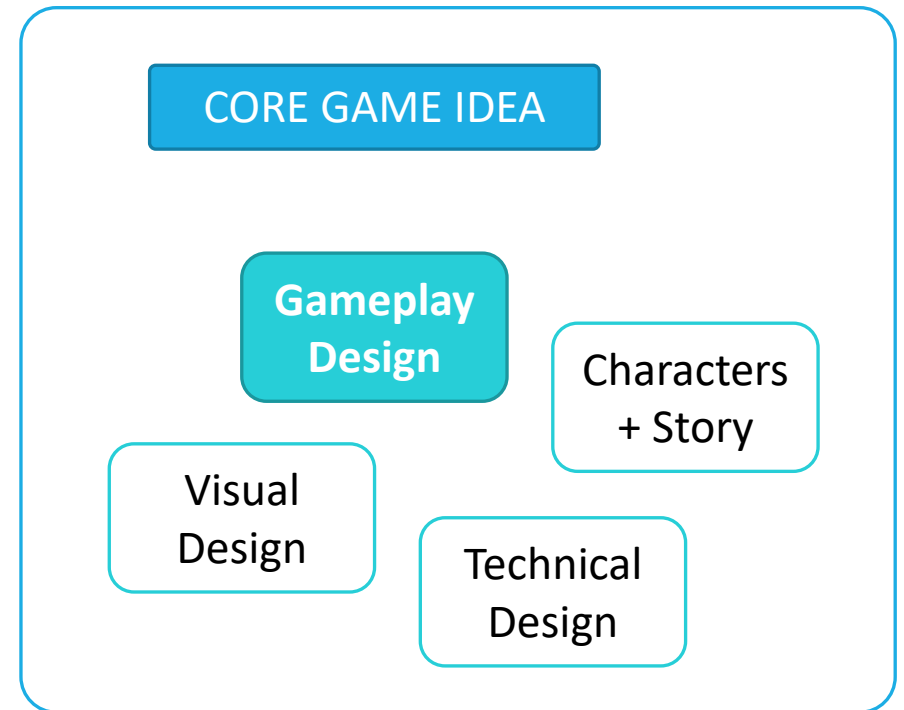 CORE GAME IDEA
Gameplay
Design
Characters
+ Story
Visual
Design
Technical
Design